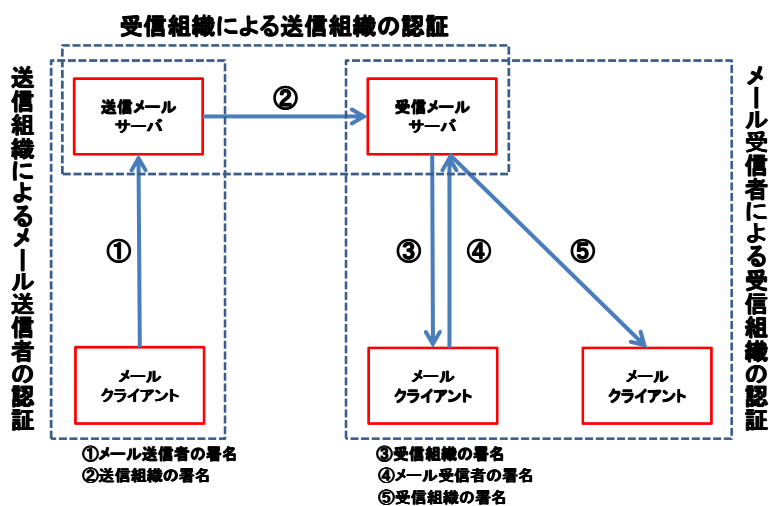 受信組織による送信組織の認証
送信組織によるメール送信者の認証
メール受信者による受信組織の認証
送信メール
サーバ
②
受信メール
サーバ
①
③
④
⑤
メール
クライアント
メール
クライアント
メール
クライアント
①メール送信者の署名
②送信組織の署名
③受信組織の署名
④メール受信者の署名
⑤受信組織の署名